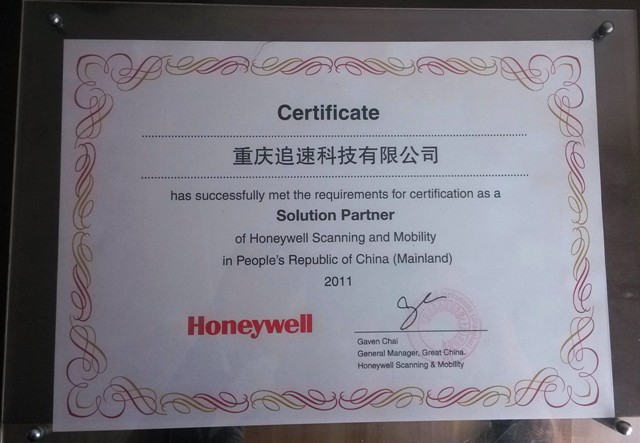 Certificate
重庆追速科技有限公司
has successfully met the requirements for certification as a
Solution Partner
of Honeywell Scanning and Mobility
in People's Republic of China (Mainland)
2011
Honeywell
Gaven Chai
General Manager, Great China.
Honeywell Scanning & Mobility